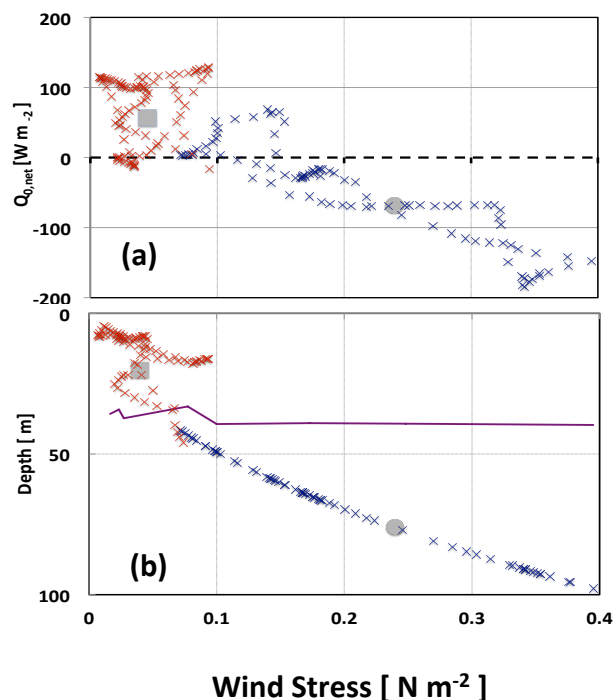 200
100
0
-100
-200
Q0,net [W m-2]
(a)
0
50
100
Depth [ m ]
(b)
0 0.1 0.2 0.3 0.4
Wind Stress [ N m-2 ]